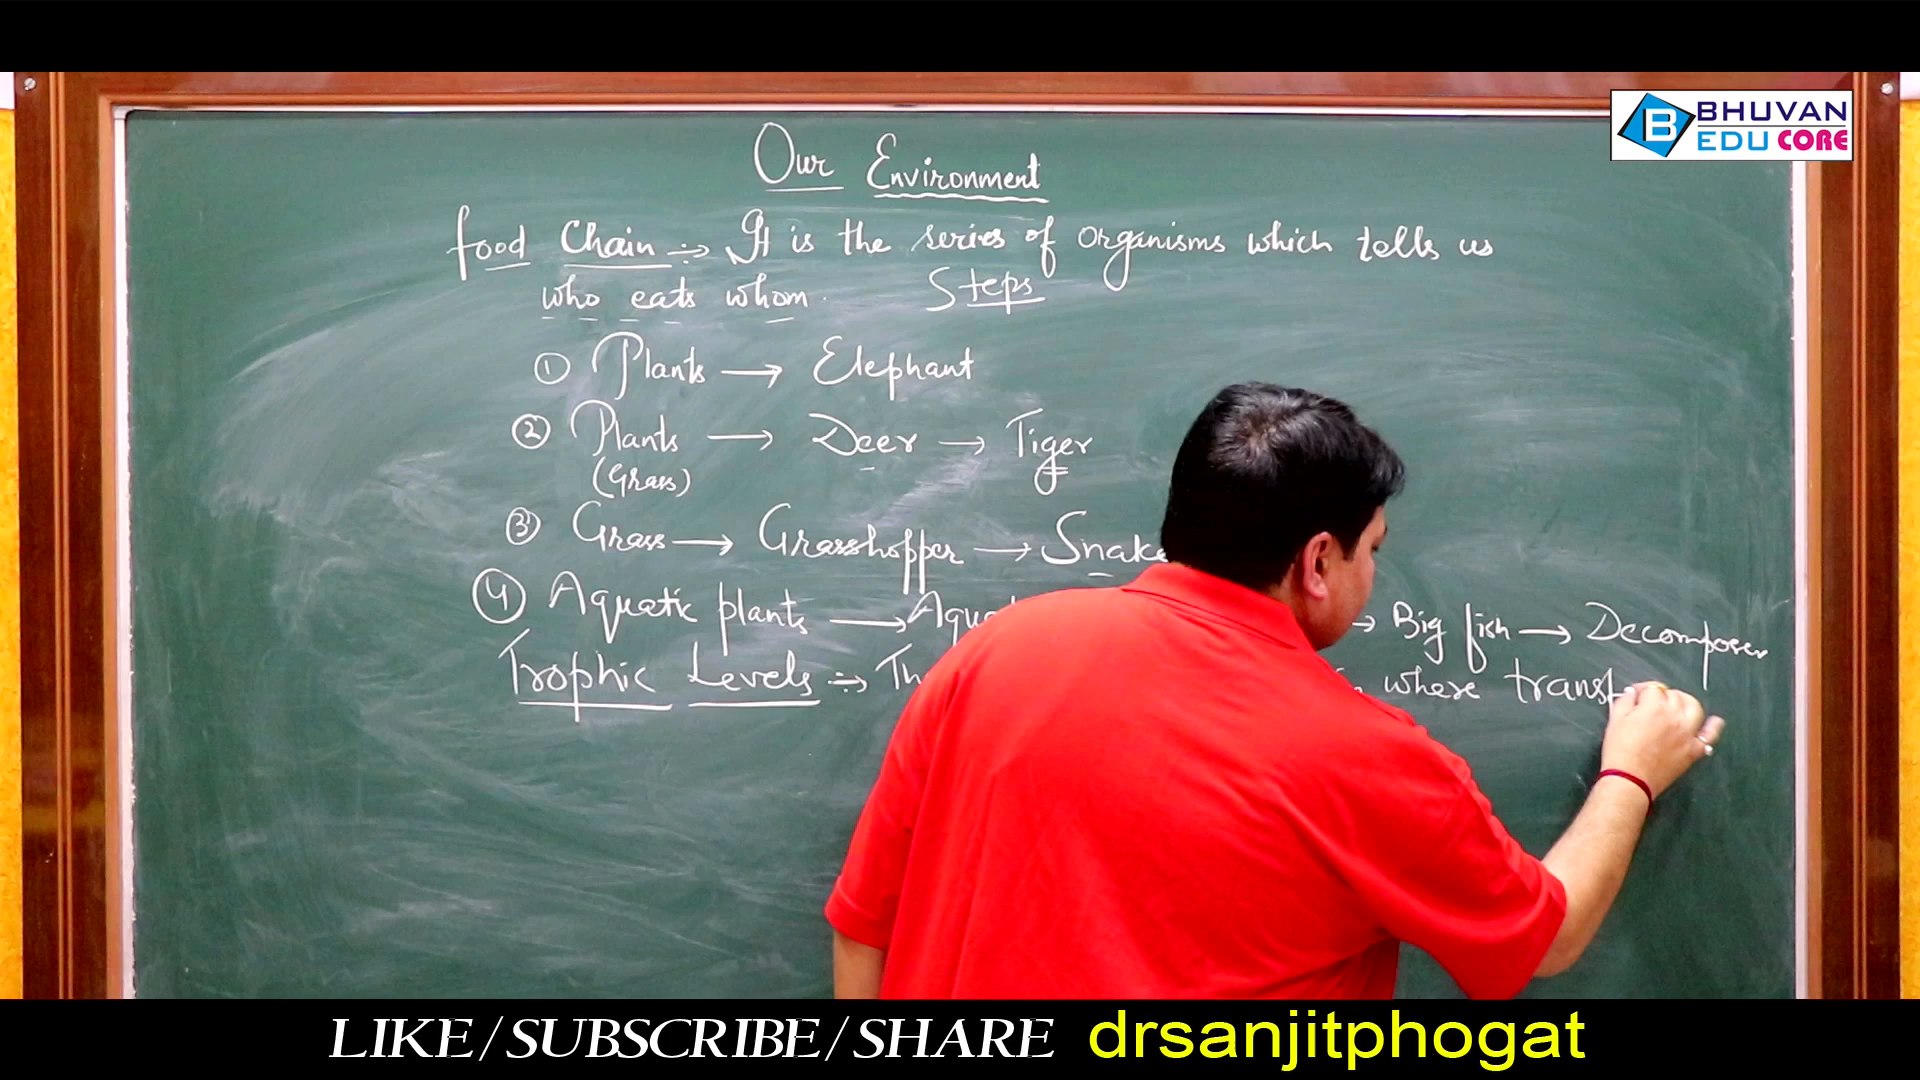 BHUVAN
EDU CORE
Our Environment
Food Chain :→ It is the series of organisms which tells us
who eats whom. Steps
① Plants → Elephant
② Plants → Deer → Tiger
(Grass)
③ Grass → Grasshopper → Snake
④ Aquatic plants → → Big fish → Decomposer
Trophic Levels :→ where
LIKE/SUBSCRIBE/SHARE drsanjitphogat